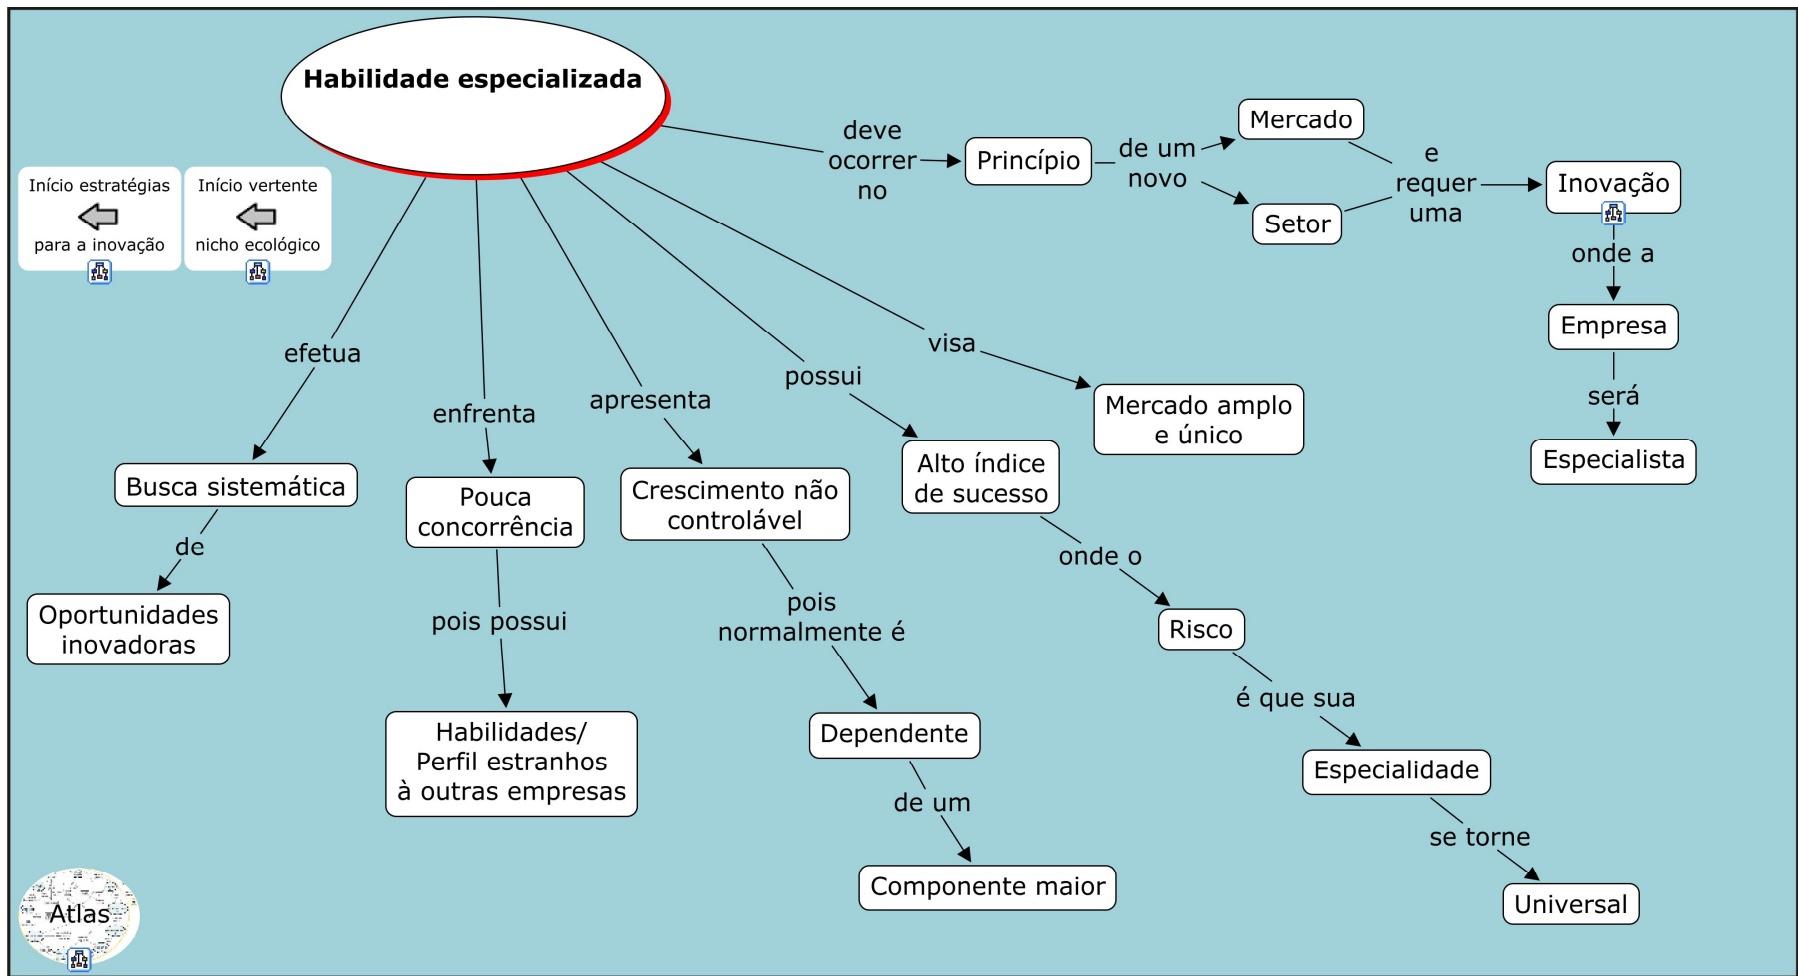 Habilidade especializada
Início estratégias
para a inovação
Início vertente
nicho ecológico
deve
ocorrer
no
Princípio
de um
novo
Mercado
Setor
e
requer
uma
Inovação
onde a
Empresa
será
Especialista
efetua
Busca sistemática
de
Oportunidades
inovadoras
enfrenta
Pouca
concorrência
pois possui
Habilidades/
Perfil estranhos
à outras empresas
apresenta
Crescimento não
controlável
pois
normalmente é
Dependente
de um
Componente maior
possui
Alto índice
de sucesso
onde o
Risco
é que sua
Especialidade
se torne
Universal
visa
Mercado amplo
e único
Atlas